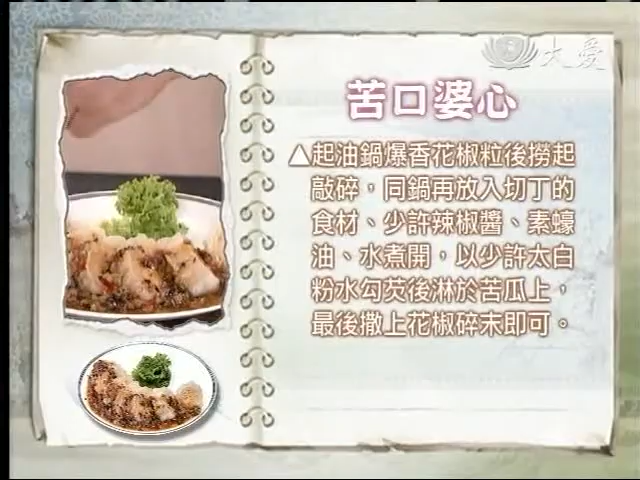 大愛
苦口婆心
▲起油鍋爆香花椒粒後撈起
敲碎，同鍋再放入切丁的
食材、少許辣椒醬、素蠔
油、水煮開，以少許太白
粉水勾芡後淋於苦瓜上，
最後撒上花椒碎末即可。